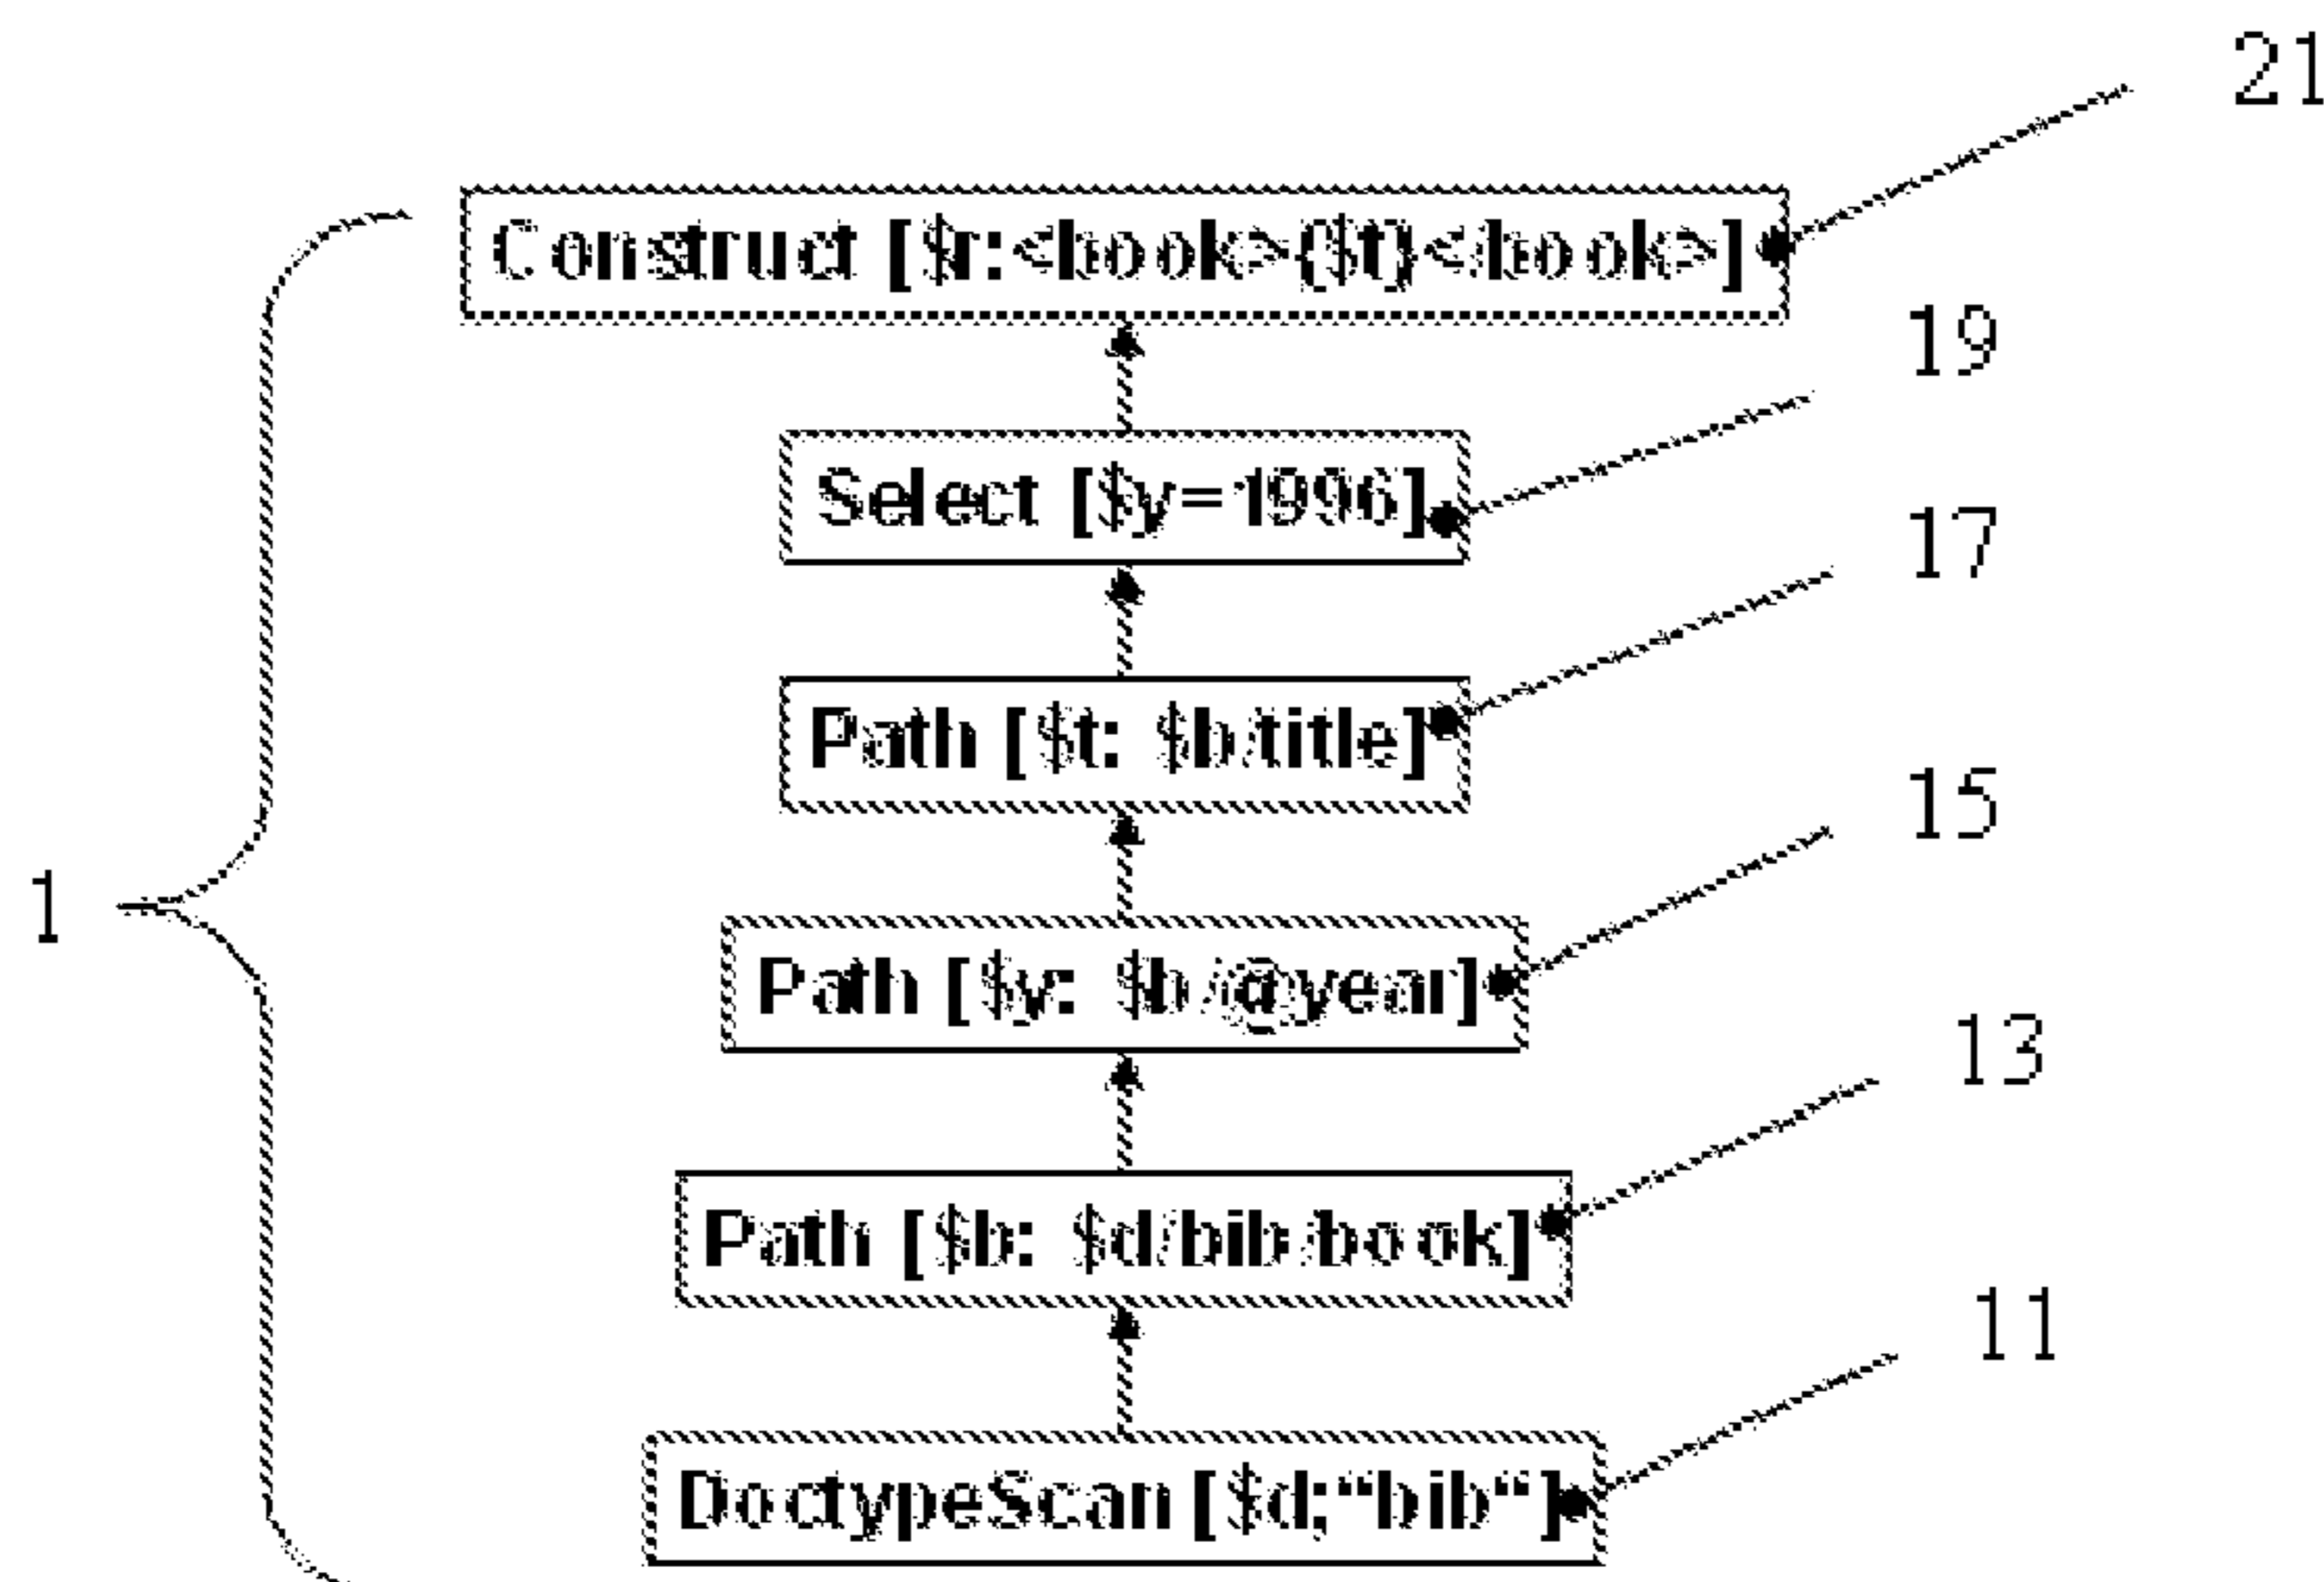 21
Construct [$r:<book>{$t}</book>]
19
Select [$y=1996]
17
Path [$t: $b/title]
15
1
Path [$y: $b/@year]
13
Path [$b: $d/bib/book]
11
DoctypeScan [$d;“bib“]